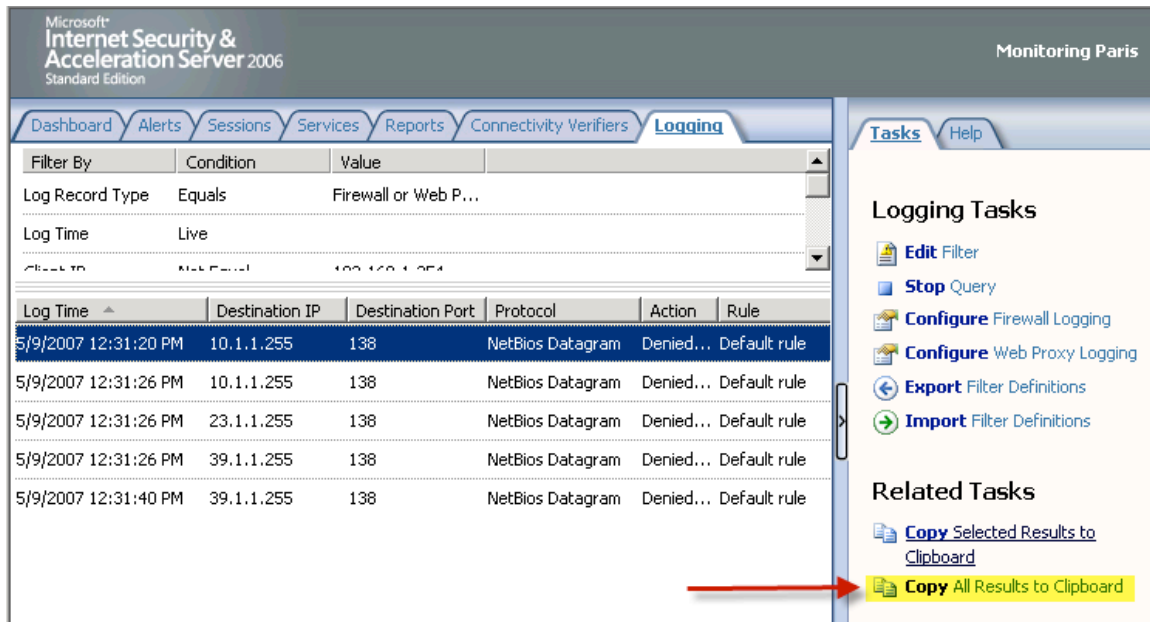 Microsoft
Internet Security &
Acceleration Server 2006
Standard Edition
Monitoring Paris
Dashboard Alerts Sessions Services Reports Connectivity Verifiers Logging
Filter By Condition Value
Log Record Type Equals Firewall or Web P...
Log Time Live
Client IP Not Equal 192.168.1.254
Log Time Destination IP Destination Port Protocol Action Rule
5/9/2007 12:31:20 PM 10.1.1.255 138 NetBios Datagram Denied... Default rule
5/9/2007 12:31:26 PM 10.1.1.255 138 NetBios Datagram Denied... Default rule
5/9/2007 12:31:26 PM 23.1.1.255 138 NetBios Datagram Denied... Default rule
5/9/2007 12:31:26 PM 39.1.1.255 138 NetBios Datagram Denied... Default rule
5/9/2007 12:31:40 PM 39.1.1.255 138 NetBios Datagram Denied... Default rule
Tasks Help
Logging Tasks
Edit Filter
Stop Query
Configure Firewall Logging
Configure Web Proxy Logging
Export Filter Definitions
Import Filter Definitions
Related Tasks
Copy Selected Results to
Clipboard
Copy All Results to Clipboard